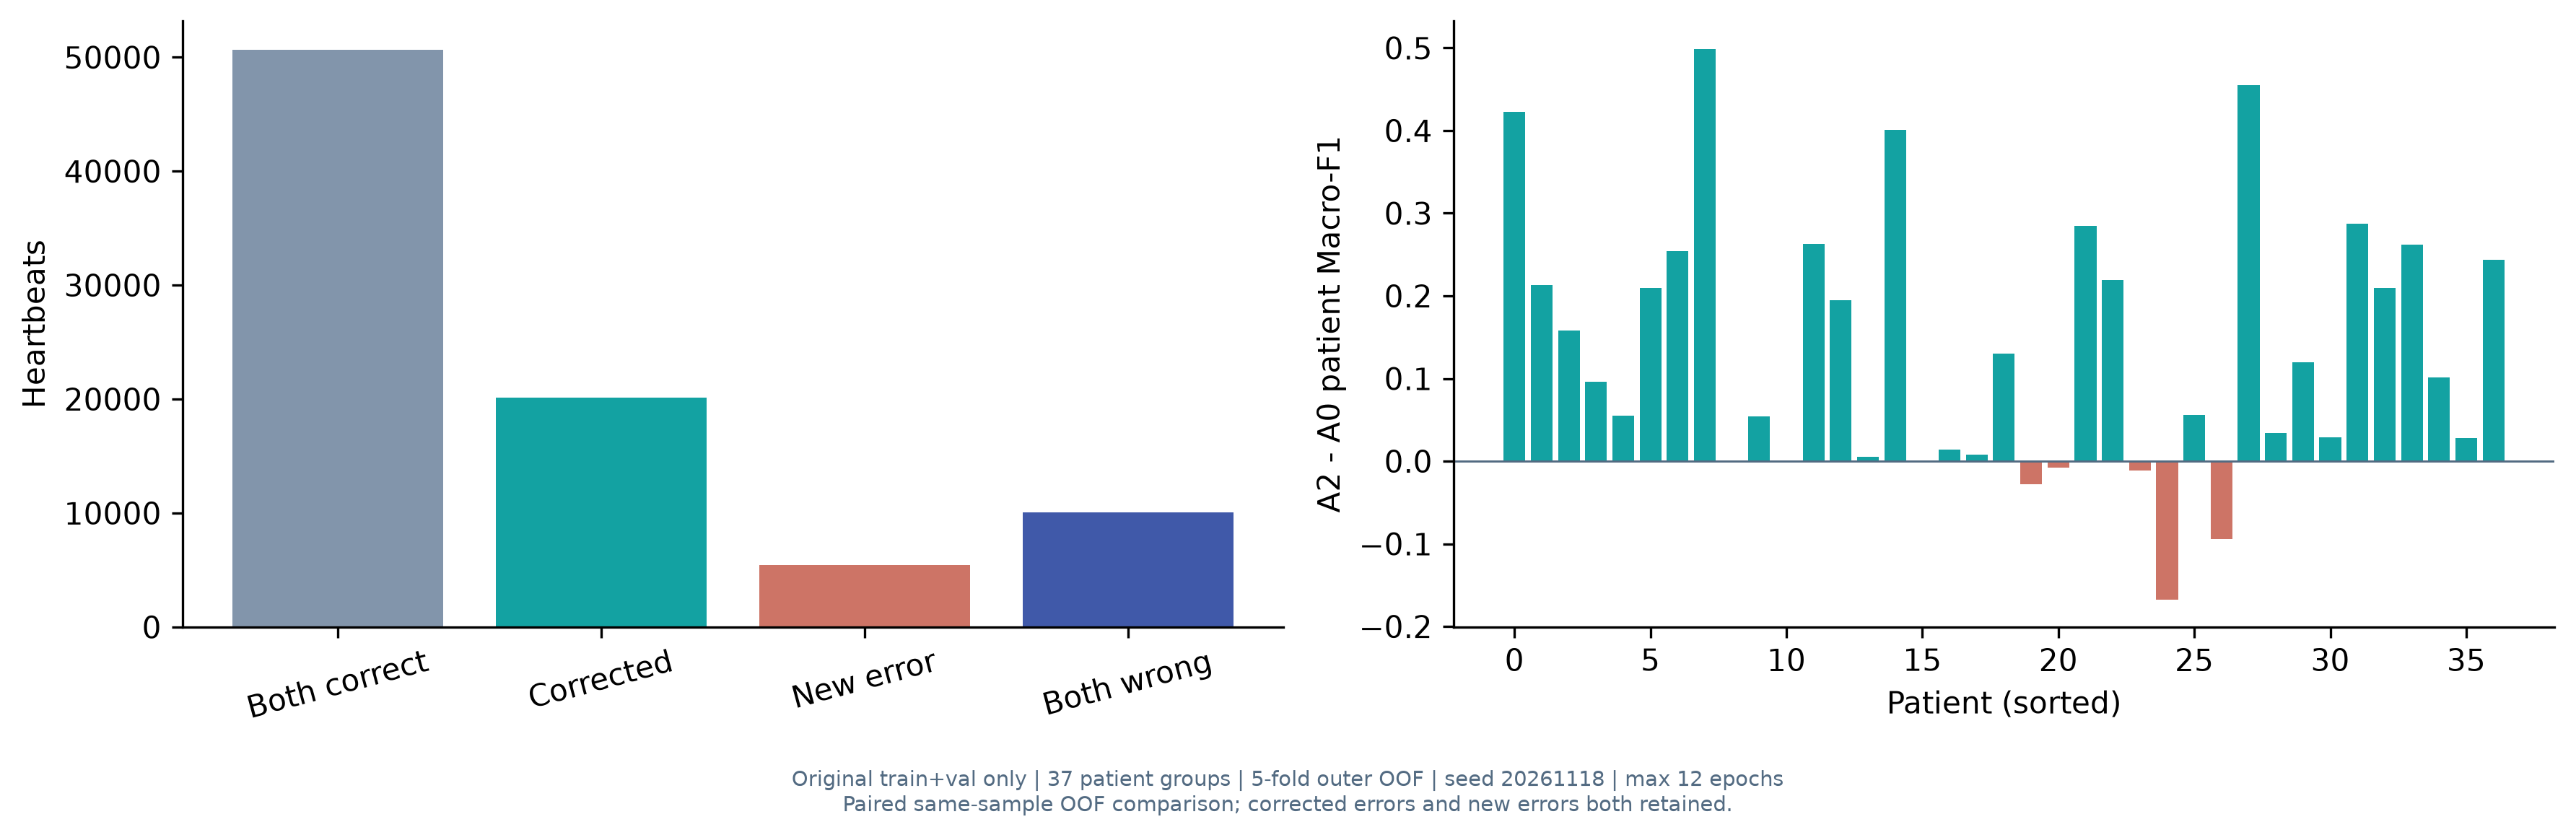 Heartbeats
50000
40000
30000
20000
10000
0
Both correct
Corrected
New error
Both wrong
A2 - A0 patient Macro-F1
0.5
0.4
0.3
0.2
0.1
0.0
−0.1
−0.2
0 5 10 15 20 25 30 35
Patient (sorted)
Original train+val only | 37 patient groups | 5-fold outer OOF | seed 20261118 | max 12 epochs
Paired same-sample OOF comparison; corrected errors and new errors both retained.